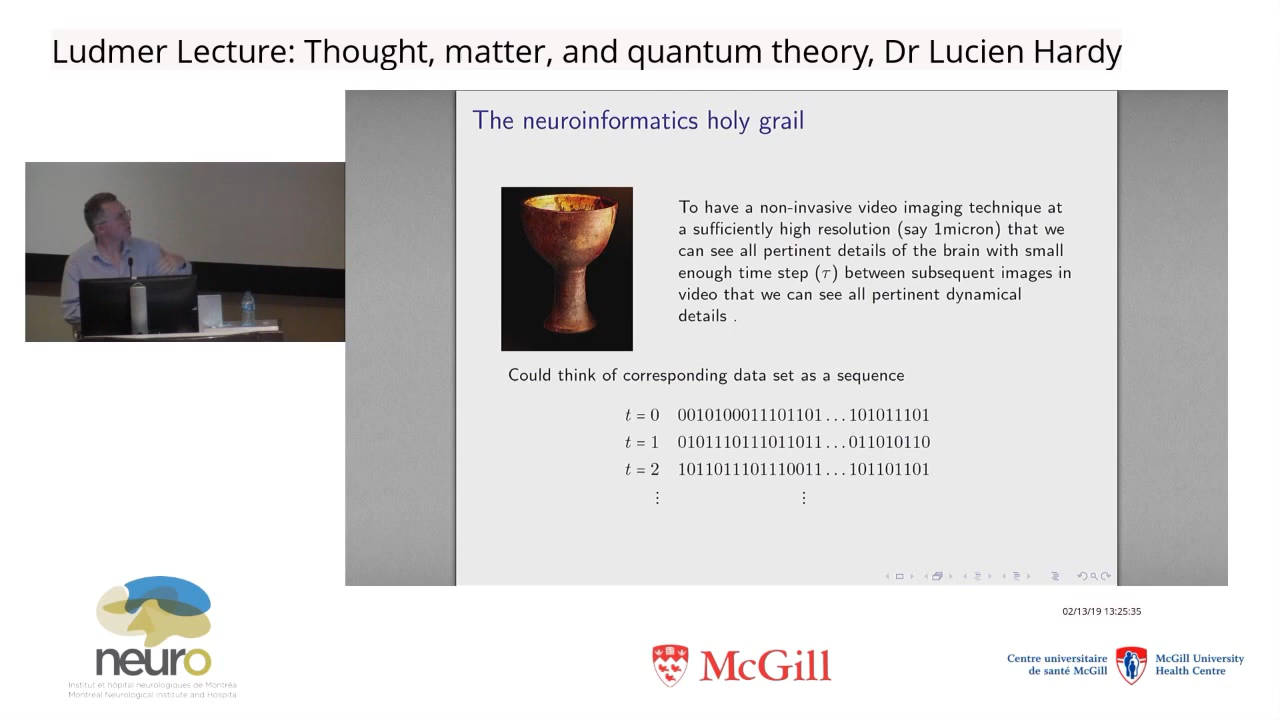 Ludmer Lecture: Thought, matter, and quantum theory, Dr Lucien Hardy
The neuroinformatics holy grail
To have a non-invasive video imaging technique at
a sufficiently high resolution (say 1micron) that we
can see all pertinent details of the brain with small
enough time step (τ) between subsequent images in
video that we can see all pertinent dynamical
details .
Could think of corresponding data set as a sequence
t = 0 0010100011101101 . . . 101011101
t = 1 0101110111011011 . . . 011010110
t = 2 1011011101110011 . . . 101101101
⋮ ⋮
02/13/19 13:25:35
neuro
Institut et hôpital neurologiques de Montréal
Montreal Neurological Institute and Hospital
McGill
Centre universitaire
de santé McGill
McGill University
Health Centre